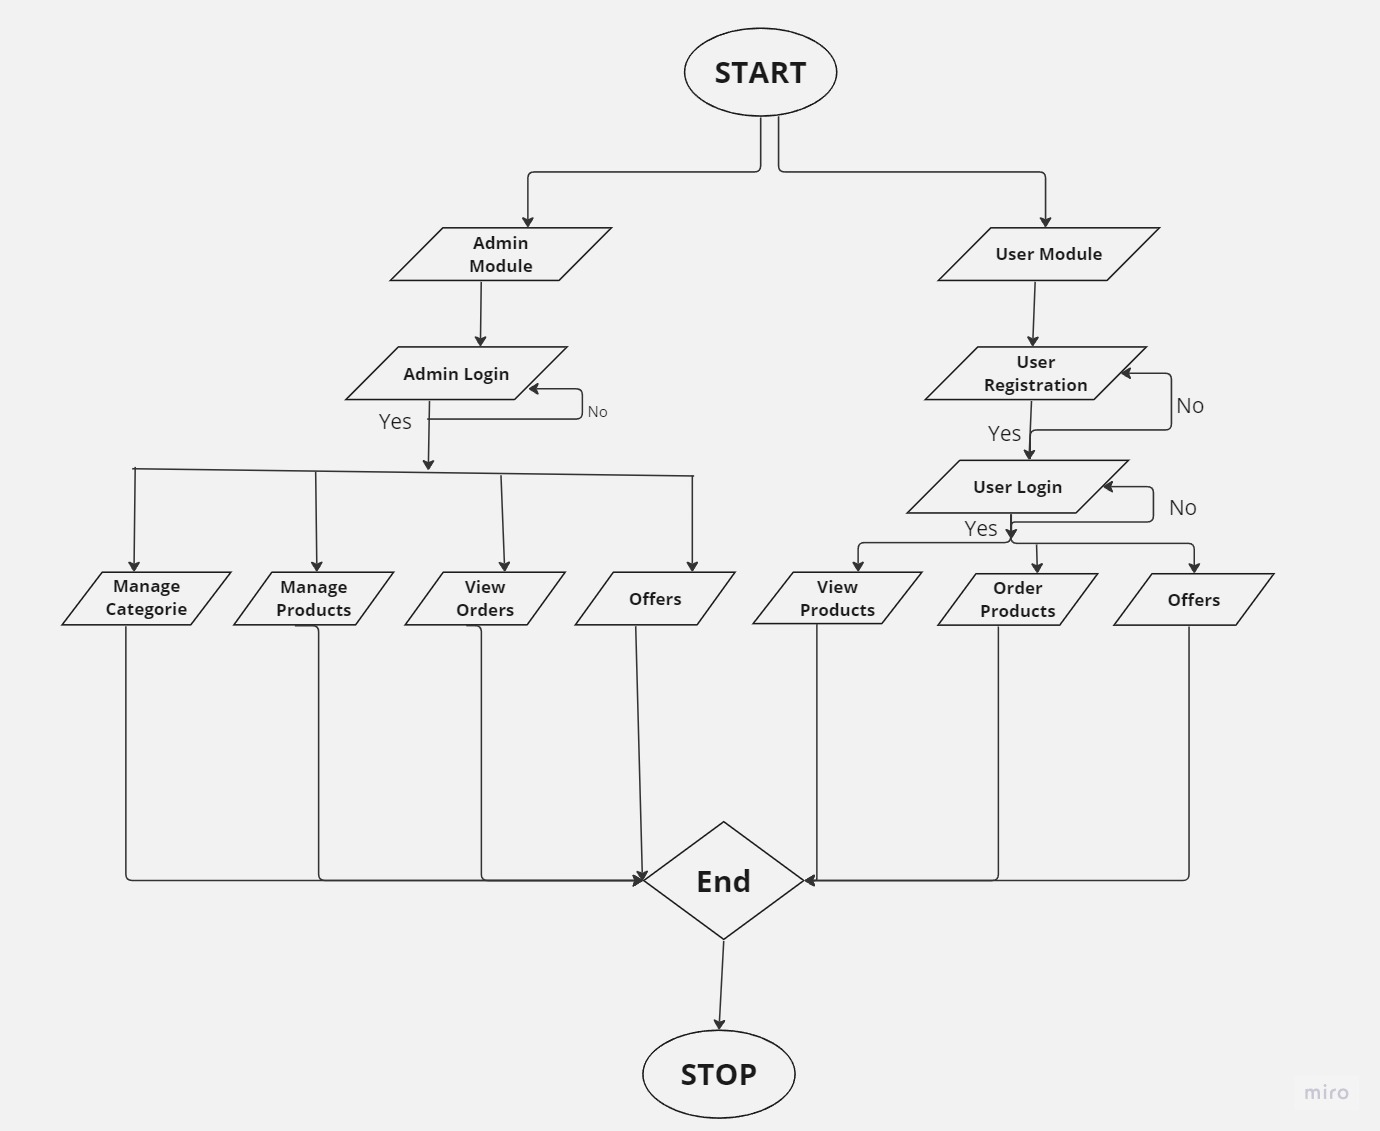 START
Admin
Module
User Module
Admin Login
User
Registration
No
No
Yes
Yes
User Login
No
Yes
Manage
Categorie
Manage
Products
View
Orders
Offers
View
Products
Order
Products
Offers
End
STOP
miro